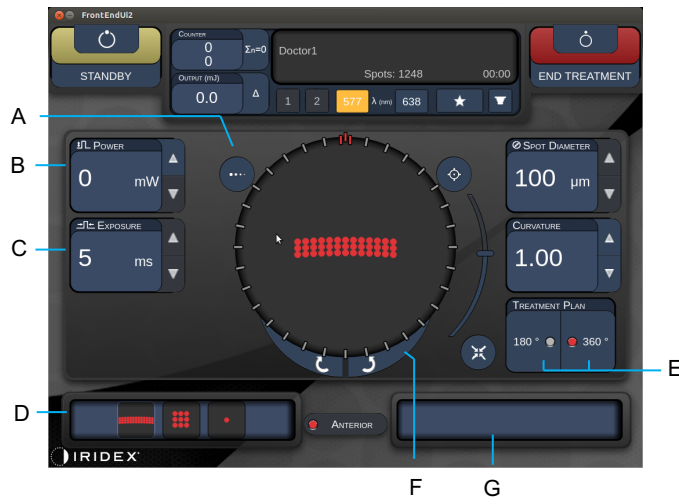 FrontEndUi2
STANDBY
COUNTER
0
0
Σn=0
OUTPUT (mJ)
0.0
Δ
Doctor1
Spots: 1248
00:00
1
2
577
λ (nm)
638
END TREATMENT
A
B
POWER
0
mW
C
EXPOSURE
5
ms
SPOT DIAMETER
100
μm
CURVATURE
1.00
TREATMENT PLAN
180 °
360 °
E
D
ANTERIOR
IRIDEX
F
G